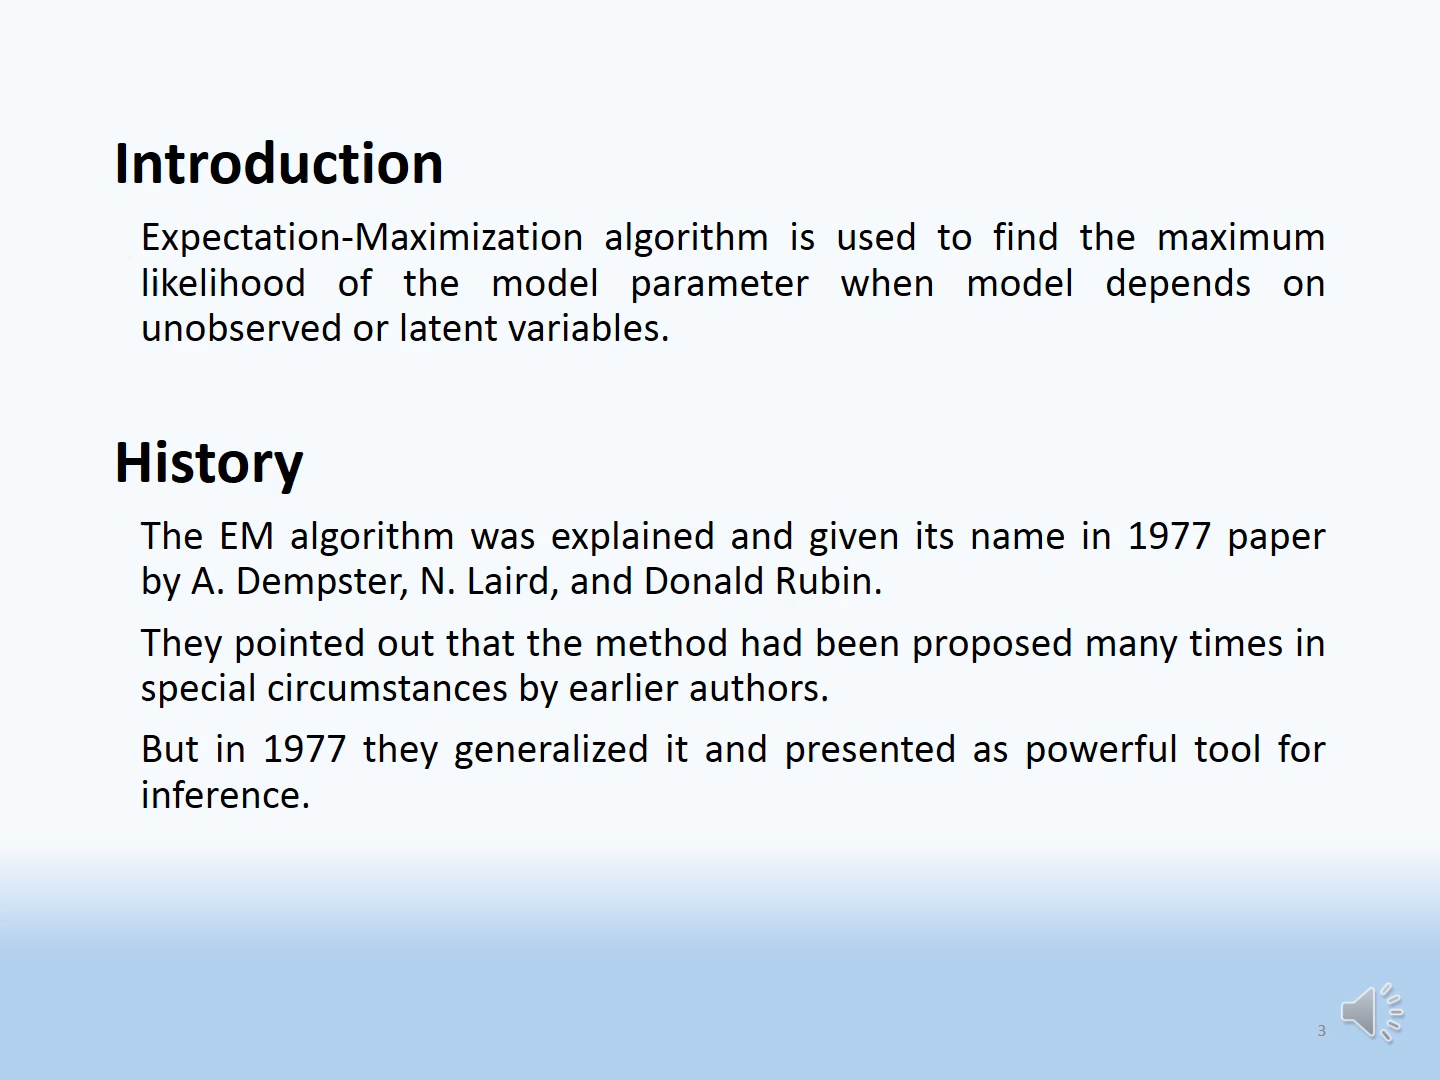 Introduction
Expectation-Maximization algorithm is used to find the maximum
likelihood of the model parameter when model depends on
unobserved or latent variables.
History
The EM algorithm was explained and given its name in 1977 paper
by A. Dempster, N. Laird, and Donald Rubin.
They pointed out that the method had been proposed many times in
special circumstances by earlier authors.
But in 1977 they generalized it and presented as powerful tool for
inference.
3